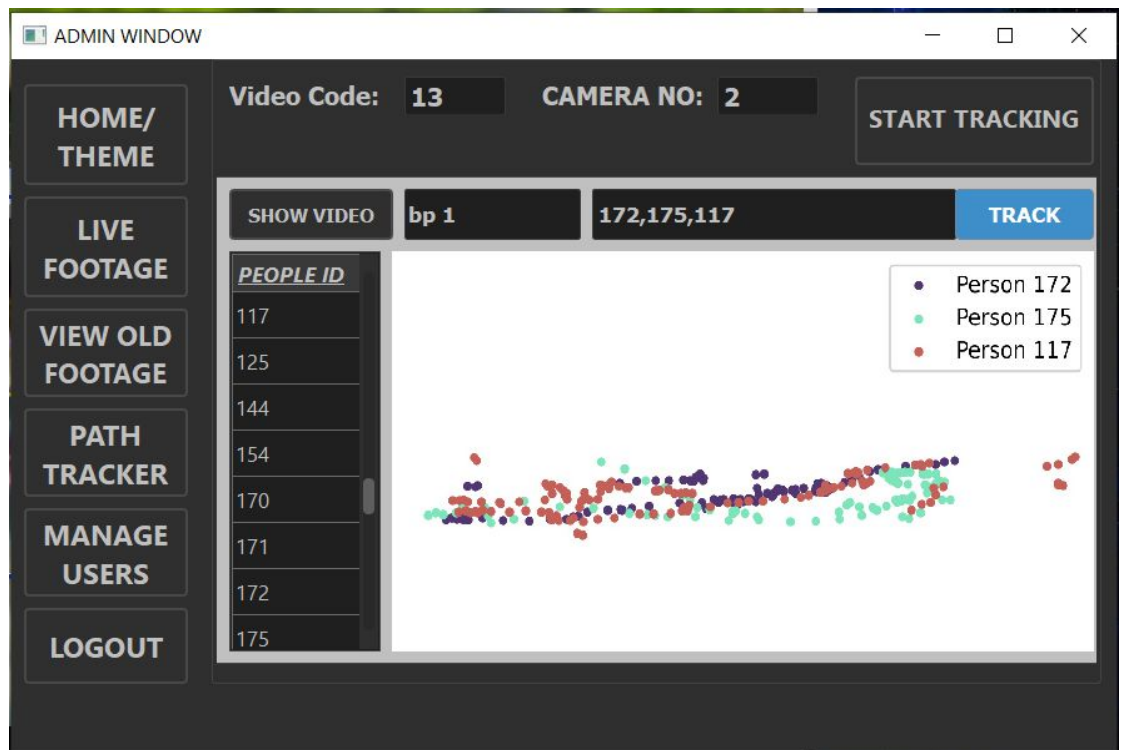 ADMIN WINDOW
HOME/
THEME
LIVE
FOOTAGE
VIEW OLD
FOOTAGE
PATH
TRACKER
MANAGE
USERS
LOGOUT
Video Code: 13 CAMERA NO: 2
START TRACKING
SHOW VIDEO bp 1 172,175,117 TRACK
PEOPLE ID
117
125
144
154
170
171
172
175
Person 172
Person 175
Person 117